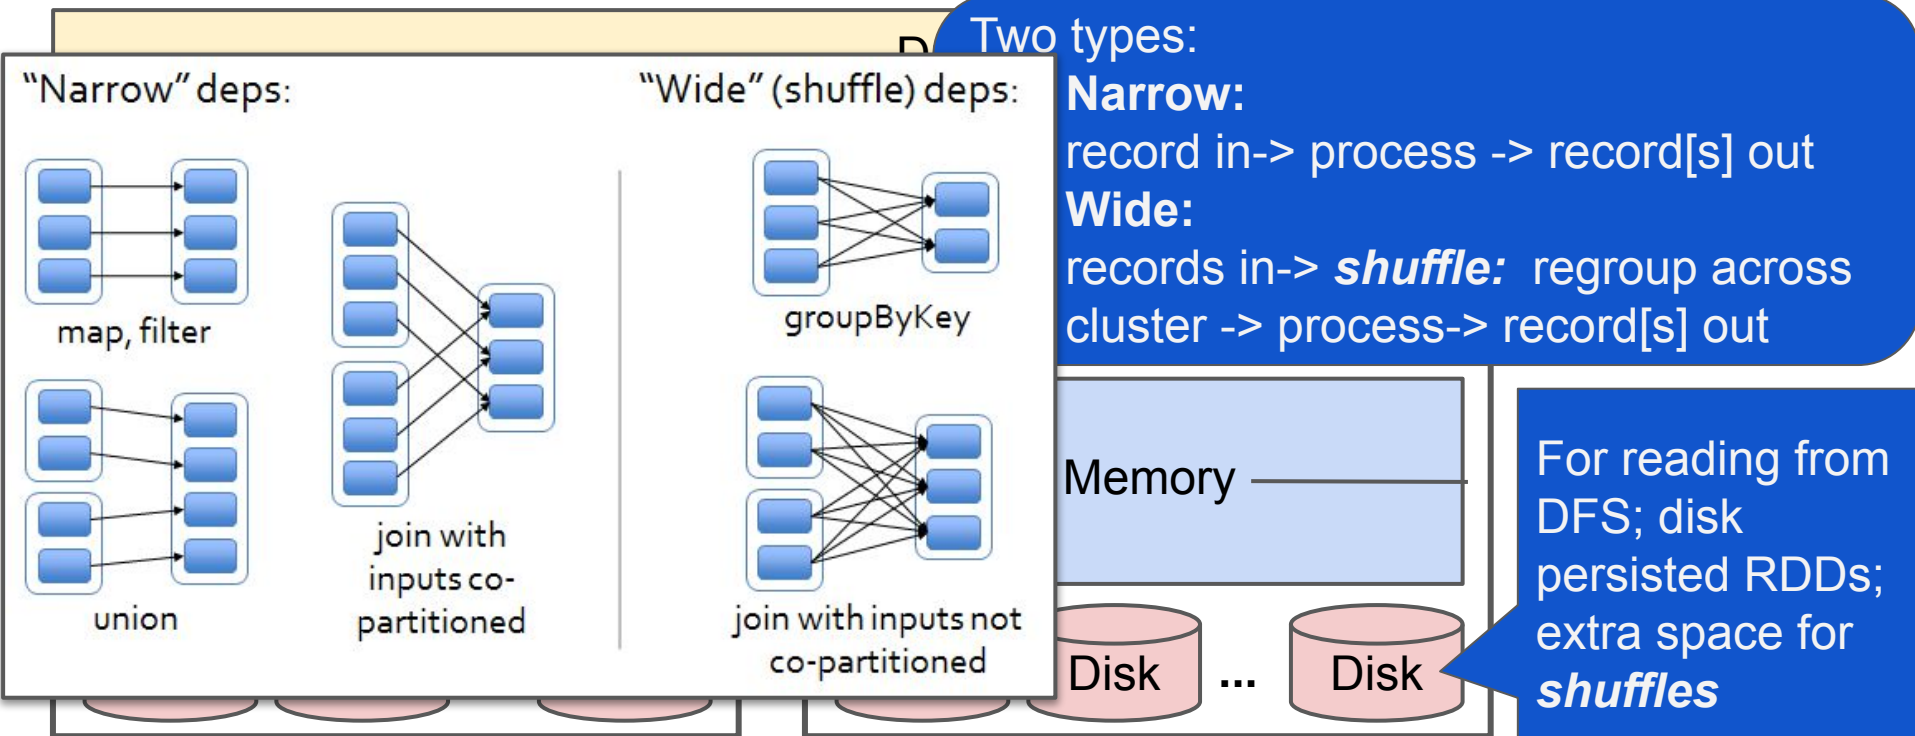 "Narrow" deps:
map, filter
union
join with
inputs co-
partitioned
"Wide" (shuffle) deps:
groupByKey
join with inputs not
co-partitioned
Two types:
Narrow:
record in-> process -> record[s] out
Wide:
records in-> shuffle: regroup across
cluster -> process-> record[s] out
Memory
Disk
...
Disk
For reading from
DFS; disk
persisted RDDs;
extra space for
shuffles